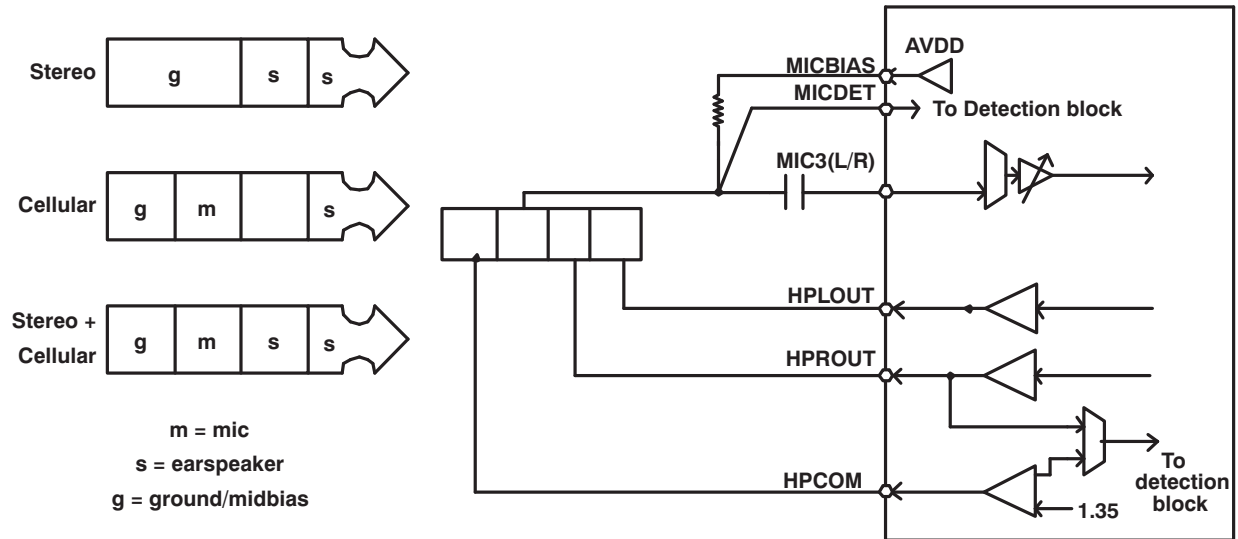 Stereo
g
s
s
Cellular
g
m
s
Stereo +
Cellular
g
m
s
s
m = mic
s = earspeaker
g = ground/midbias
AVDD
MICBIAS
MICDET
To Detection block
MIC3(L/R)
HPLOUT
HPROUT
HPCOM
1.35
To
detection
block